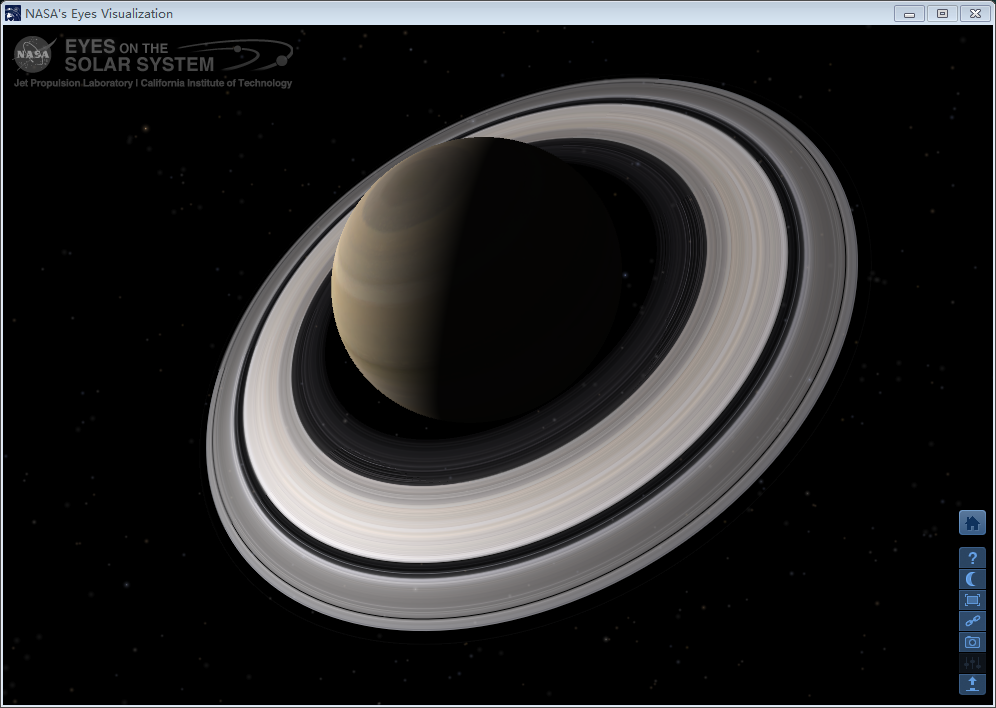 NASA's Eyes Visualization
NASA
EYES ON THE
SOLAR SYSTEM
Jet Propulsion Laboratory | California Institute of Technology
?